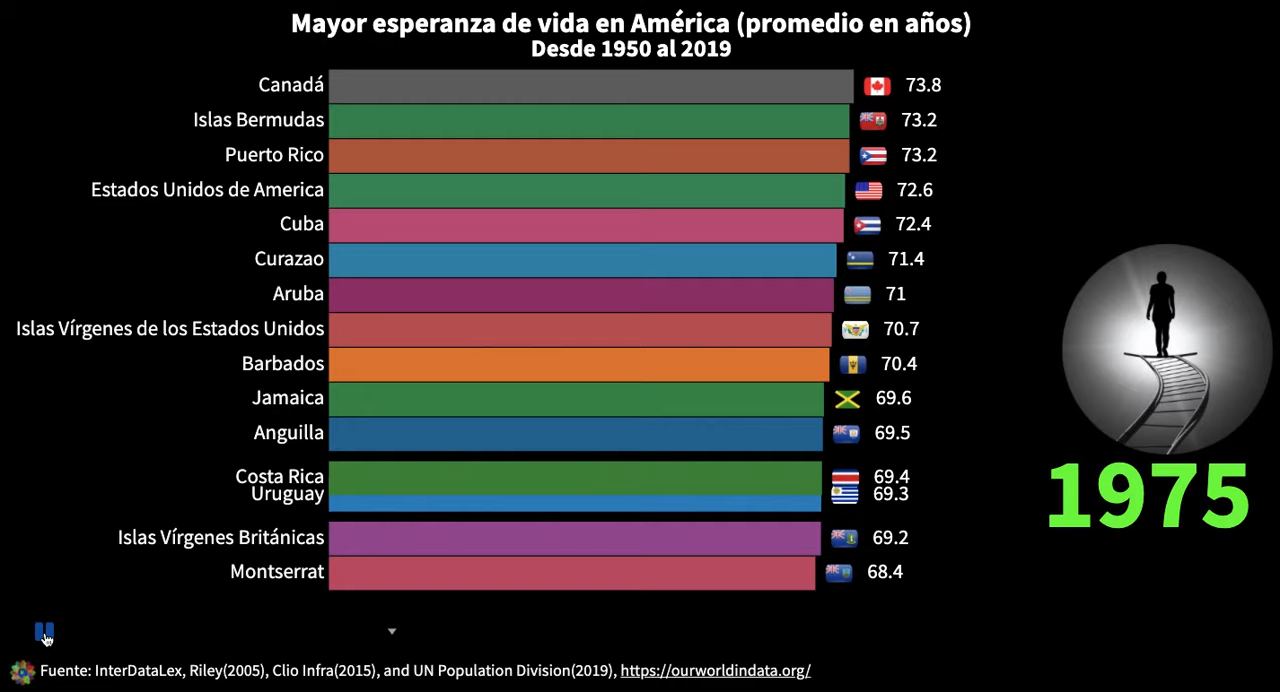 Mayor esperanza de vida en América (promedio en años)
Desde 1950 al 2019
Canadá 73.8
Islas Bermudas 73.2
Puerto Rico 73.2
Estados Unidos de America 72.6
Cuba 72.4
Curazao 71.4
Aruba 71
Islas Vírgenes de los Estados Unidos 70.7
Barbados 70.4
Jamaica 69.6
Anguilla 69.5
Costa Rica 69.4
Uruguay 69.3
1975
Islas Vírgenes Británicas 69.2
Montserrat 68.4
Fuente: InterDataLex, Riley(2005), Clio Infra(2015), and UN Population Division(2019), https://ourworldindata.org/